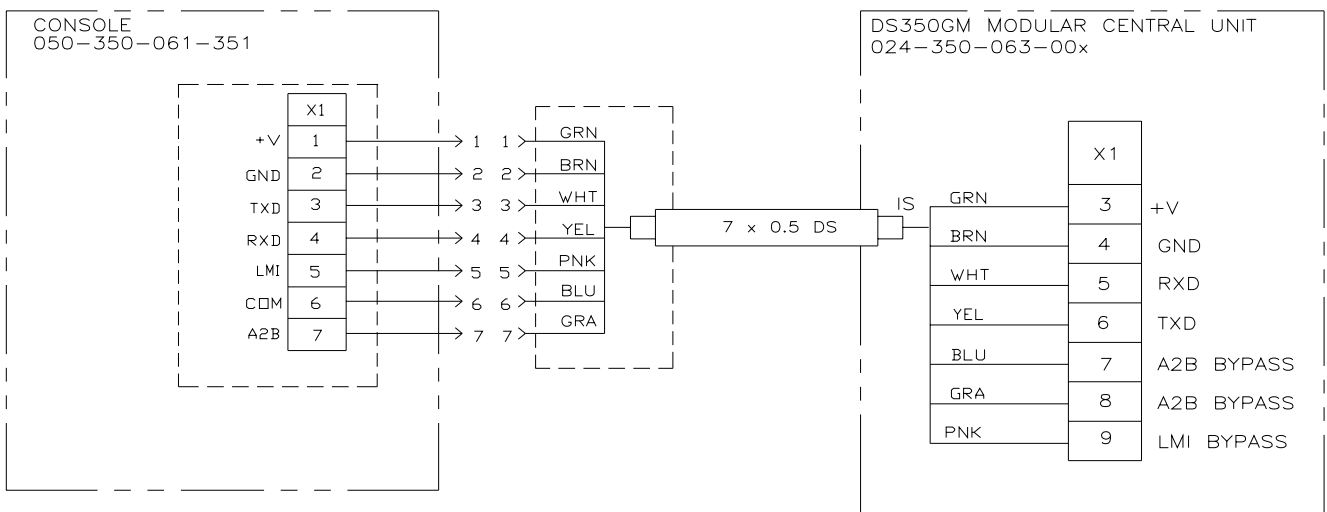 CONSOLE
050-350-061-351
X1
+V 1
GND 2
TXD 3
RXD 4
LMI 5
COM 6
A2B 7
1 1 GRN
2 2 BRN
3 3 WHT
4 4 YEL
5 5 PNK
6 6 BLU
7 7 GRA
7 x 0.5 DS
IS
DS350GM MODULAR CENTRAL UNIT
024-350-063-00x
X1
GRN 3 +V
BRN 4 GND
WHT 5 RXD
YEL 6 TXD
BLU 7 A2B BYPASS
GRA 8 A2B BYPASS
PNK 9 LMI BYPASS